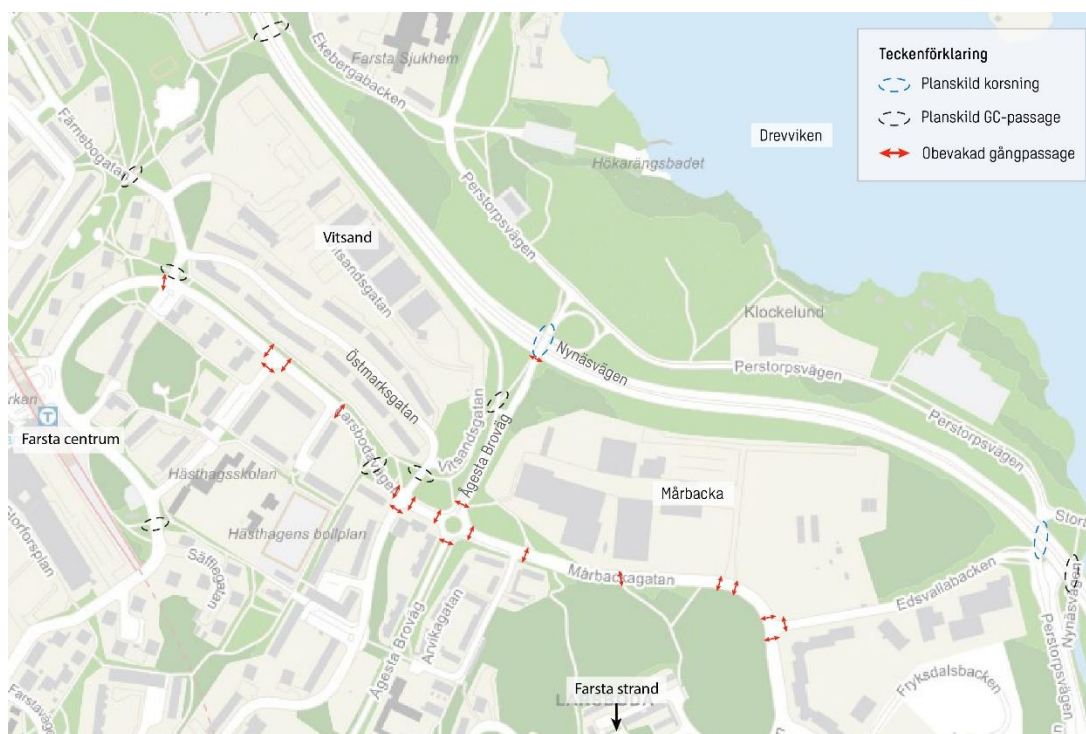 Teckenförklaring
Planskild korsning
Planskild GC-passage
Obevakad gångpassage
Ekebergabacken
Farsta Sjukhem
Drevviken
Hökarängsbadet
Färnebogatan
Perstorpsvägen
Vitsand
Vitsandsgatan
Klockelund
Nynäsvägen
Perstorpsvägen
Östmarksgatan
Perstorpsvägen
T
Farsta centrum
Vitsandsgatan
Ågesta Broväg
Hästhagsskolan
Mårbacka
Storforsplan
Hästhagens bollplan
Säfflegatan
Mårbackagatan
Edsvallabacken
Nynäsvägen
Perstorpsvägen
Ågesta Broväg
Arvikagatan
Fryksdalsbacken
Farsta strand